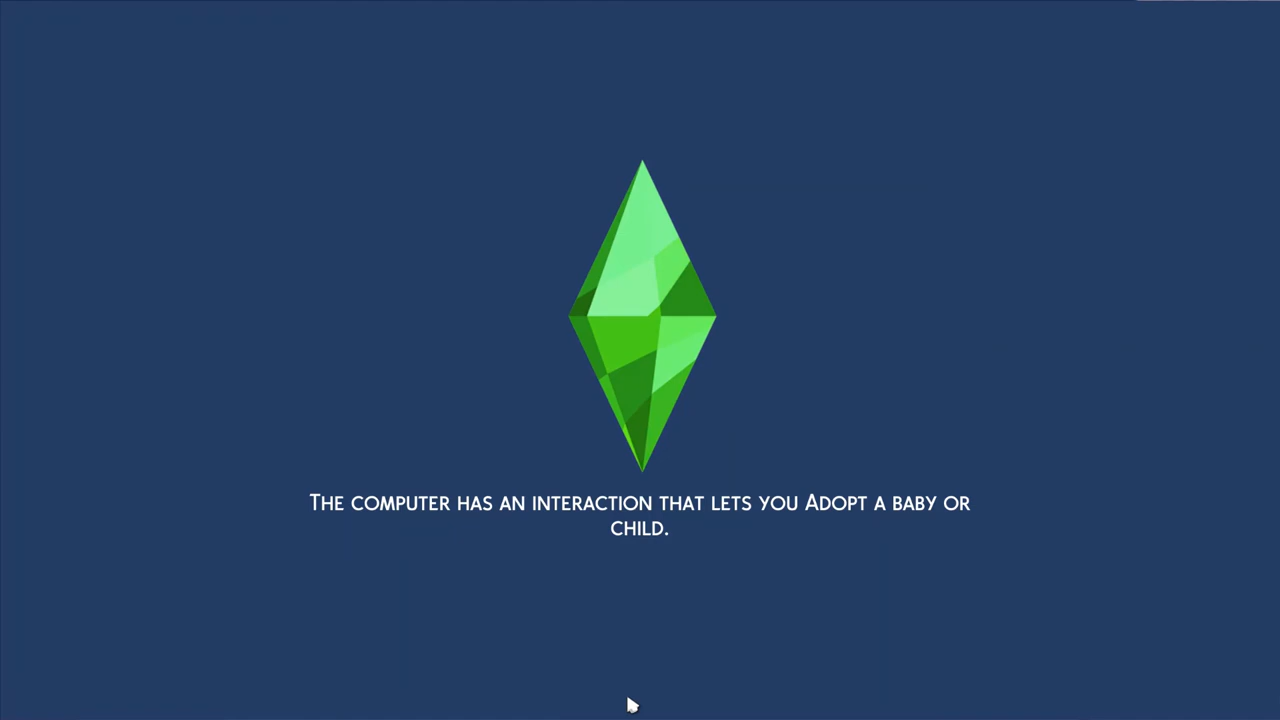 The computer has an interaction that lets you Adopt a baby or
child.